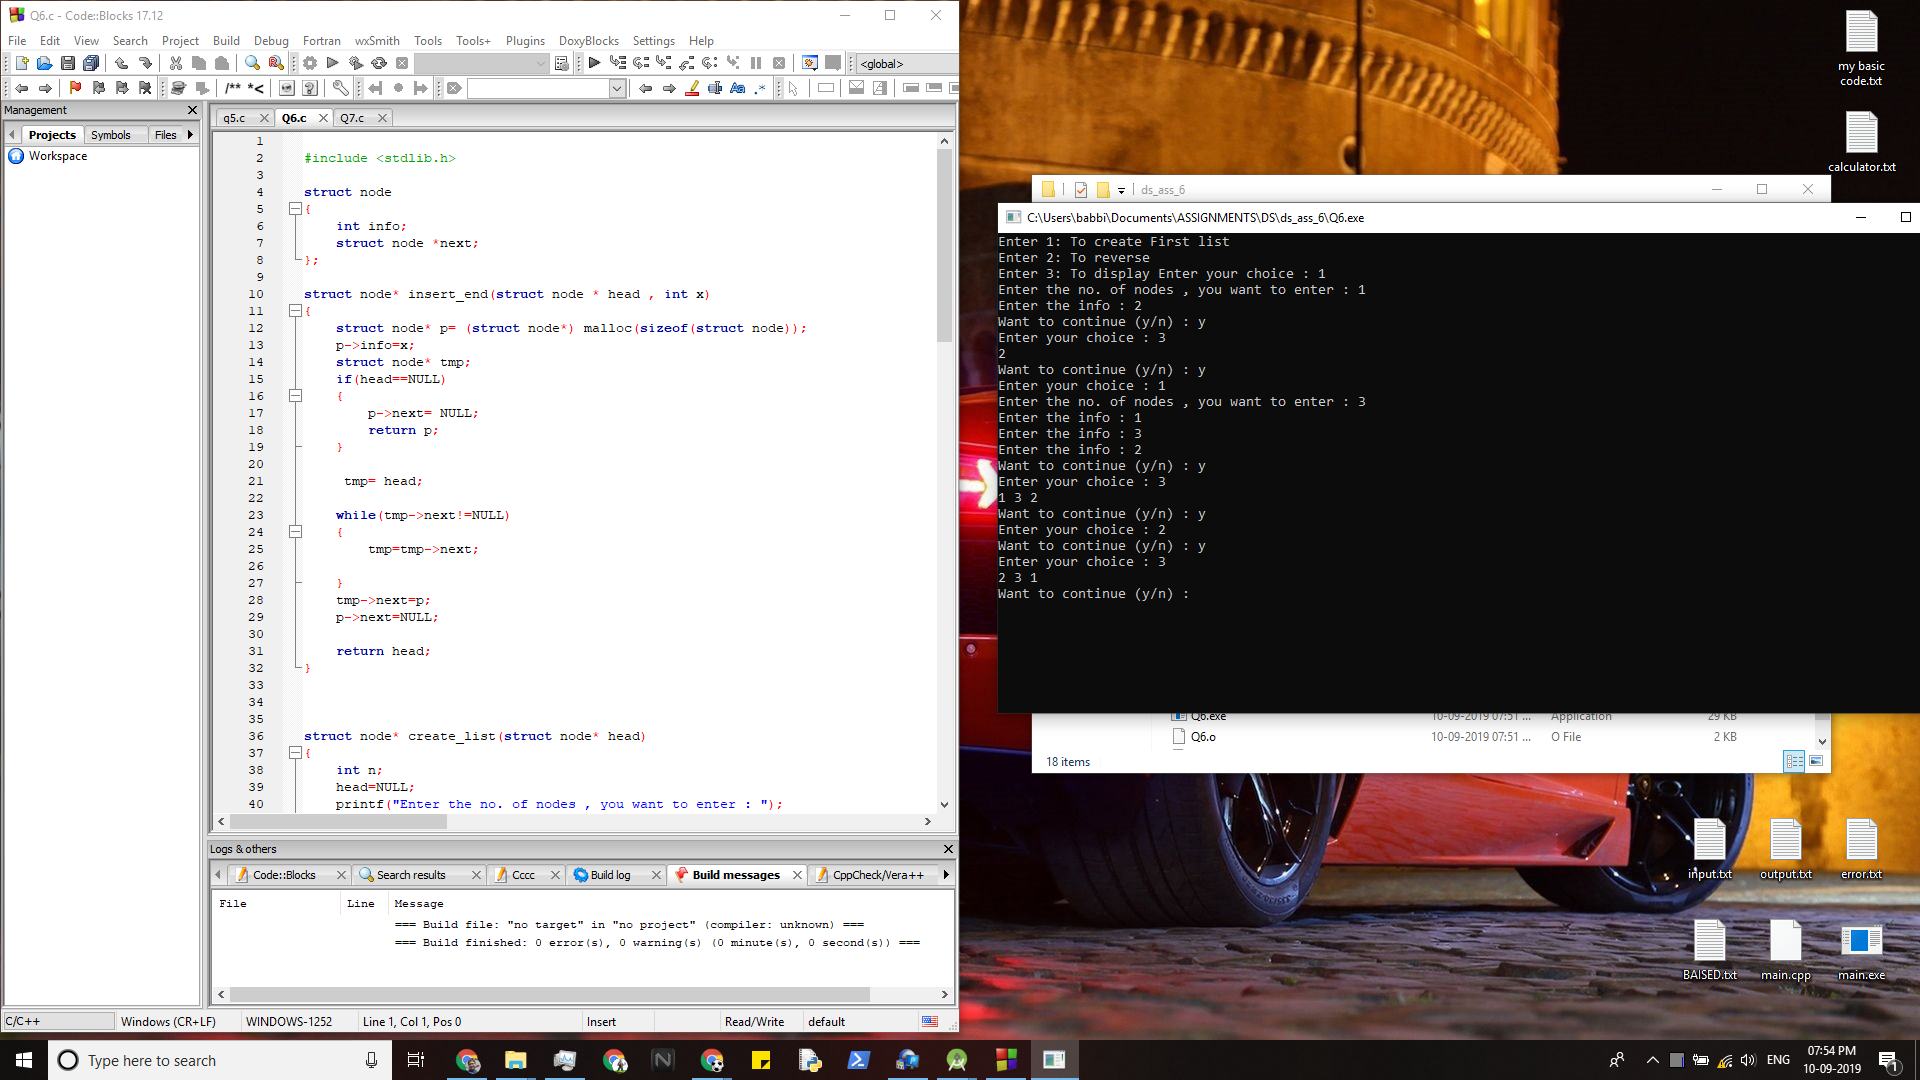 Q6.c - Code::Blocks 17.12
File Edit View Search Project Build Debug Fortran wxSmith Tools Tools+ Plugins DoxyBlocks Settings Help
<global>
/** *<
Aa .*
Management
Projects Symbols Files
Workspace
q5.c Q6.c Q7.c
1
2 #include <stdlib.h>
3
4 struct node
5 {
6 int info;
7 struct node *next;
8 };
9
10 struct node* insert_end(struct node * head , int x)
11 {
12 struct node* p= (struct node*) malloc(sizeof(struct node));
13 p->info=x;
14 struct node* tmp;
15 if(head==NULL)
16 {
17 p->next= NULL;
18 return p;
19 }
20
21 tmp= head;
22
23 while(tmp->next!=NULL)
24 {
25 tmp=tmp->next;
26
27 }
28 tmp->next=p;
29 p->next=NULL;
30
31 return head;
32 }
33
34
35
36 struct node* create_list(struct node* head)
37 {
38 int n;
39 head=NULL;
40 printf("Enter the no. of nodes , you want to enter : ");
Logs & others
Code::Blocks Search results Cccc Build log Build messages CppCheck/Vera++
File Line Message
=== Build file: "no target" in "no project" (compiler: unknown) ===
=== Build finished: 0 error(s), 0 warning(s) (0 minute(s), 0 second(s)) ===
C/C++ Windows (CR+LF) WINDOWS-1252 Line 1, Col 1, Pos 0 Insert Read/Write default
my basic
code.txt
calculator.txt
ds_ass_6
C:\Users\babbi\Documents\ASSIGNMENTS\DS\ds_ass_6\Q6.exe
Enter 1: To create First list
Enter 2: To reverse
Enter 3: To display Enter your choice : 1
Enter the no. of nodes , you want to enter : 1
Enter the info : 2
Want to continue (y/n) : y
Enter your choice : 3
2
Want to continue (y/n) : y
Enter your choice : 1
Enter the no. of nodes , you want to enter : 3
Enter the info : 1
Enter the info : 3
Enter the info : 2
Want to continue (y/n) : y
Enter your choice : 3
1 3 2
Want to continue (y/n) : y
Enter your choice : 2
Want to continue (y/n) : y
Enter your choice : 3
2 3 1
Want to continue (y/n) :
Q6.exe 10-09-2019 07:51 ... Application 29 KB
Q6.o 10-09-2019 07:51 ... O File 2 KB
18 items
input.txt output.txt error.txt
BAISED.txt main.cpp main.exe
Type here to search
ENG
07:54 PM
10-09-2019
1